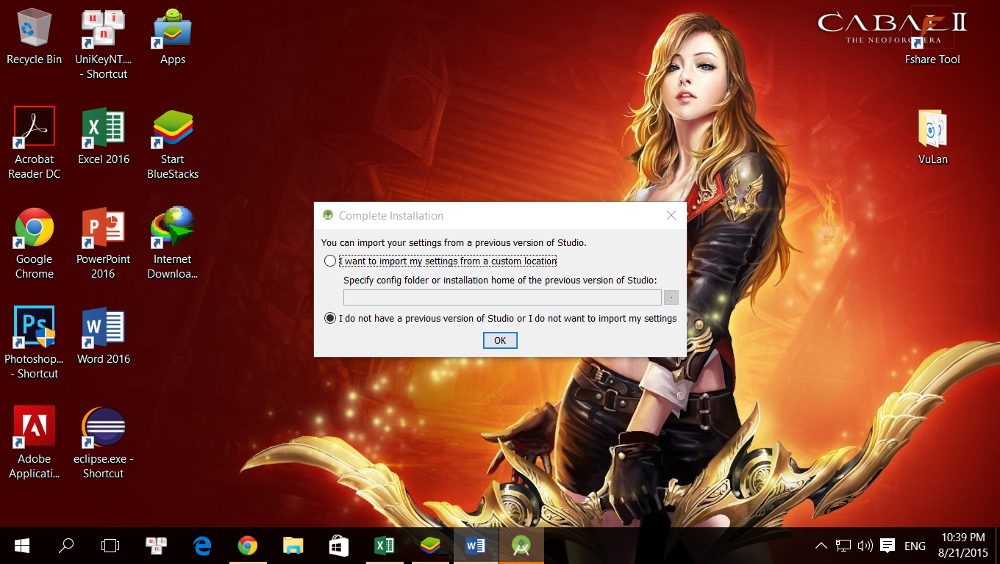 Recycle Bin
UniKeyNT....
- Shortcut
Apps
Acrobat
Reader DC
Excel 2016
Start
BlueStacks
Google
Chrome
PowerPoint
2016
Internet
Downloa...
Photoshop...
- Shortcut
Word 2016
Adobe
Applicati...
eclipse.exe -
Shortcut
II
THE
Fshare Tool
VuLan
Complete Installation
You can import your settings from a previous version of Studio.
I want to import my settings from a custom location
Specify config folder or installation home of the previous version of Studio:
I do not have a previous version of Studio or I do not want to import my settings
OK
ENG
10:39 PM
8/21/2015